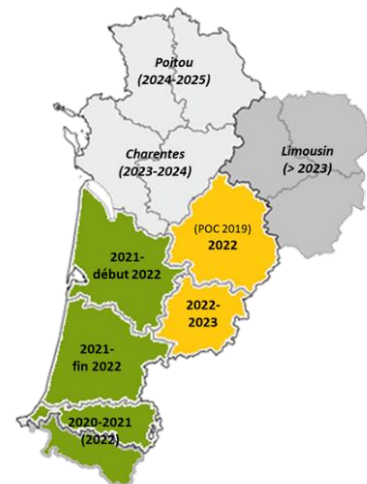 Poitou
(2024-2025)
Charentes
(2023-2024)
Limousin
(> 2023)
(POC 2019)
2022
2021-
début 2022
2022-
2023
2021-
fin 2022
2020-2021
(2022)